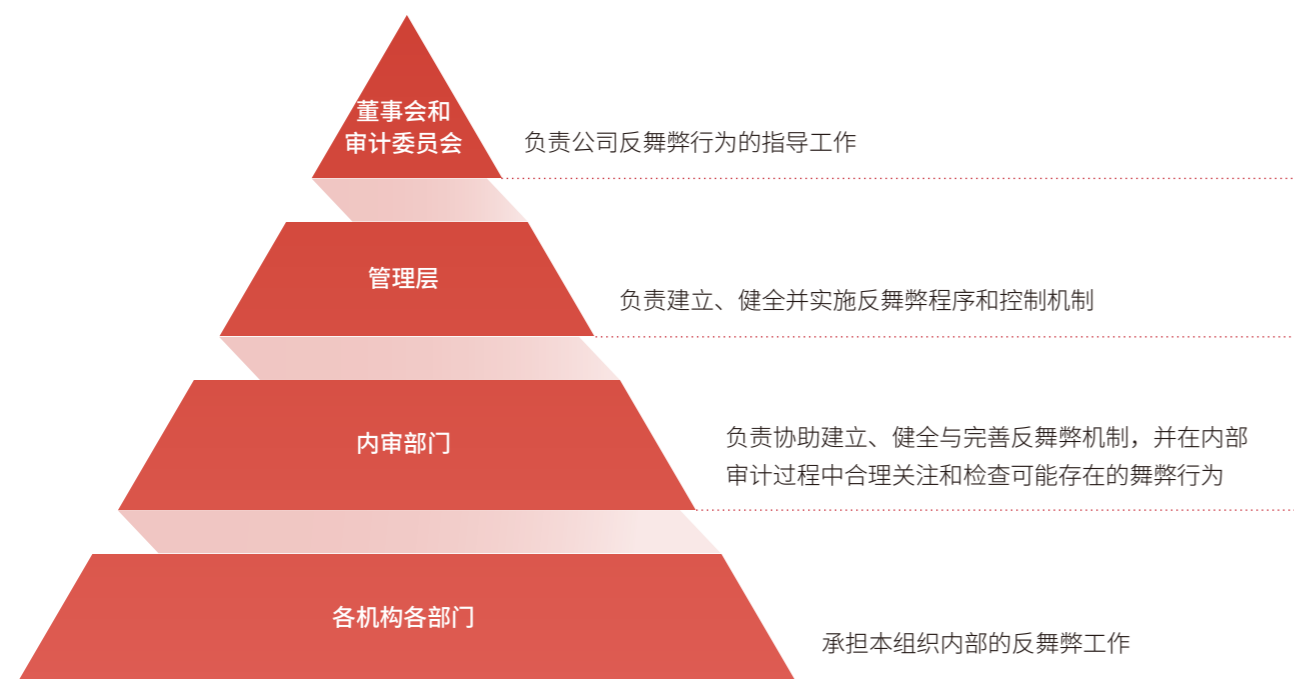 董事会和
审计委员会
负责公司反舞弊行为的指导工作
管理层
负责建立、健全并实施反舞弊程序和控制机制
内审部门
负责协助建立、健全与完善反舞弊机制，并在内部
审计过程中合理关注和检查可能存在的舞弊行为
各机构各部门
承担本组织内部的反舞弊工作